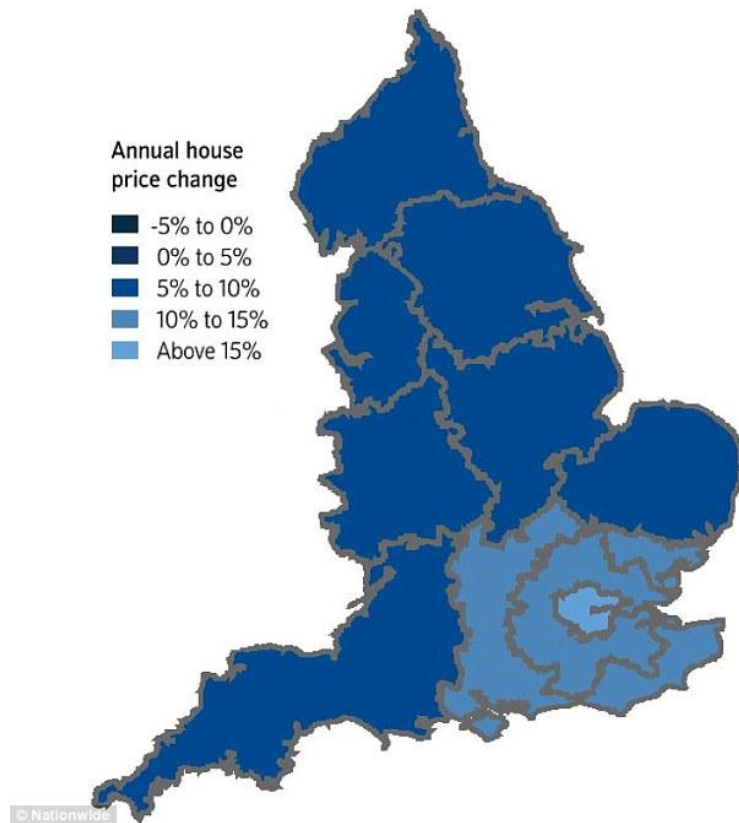 Annual house
price change
-5% to 0%
0% to 5%
5% to 10%
10% to 15%
Above 15%
© Nationwide